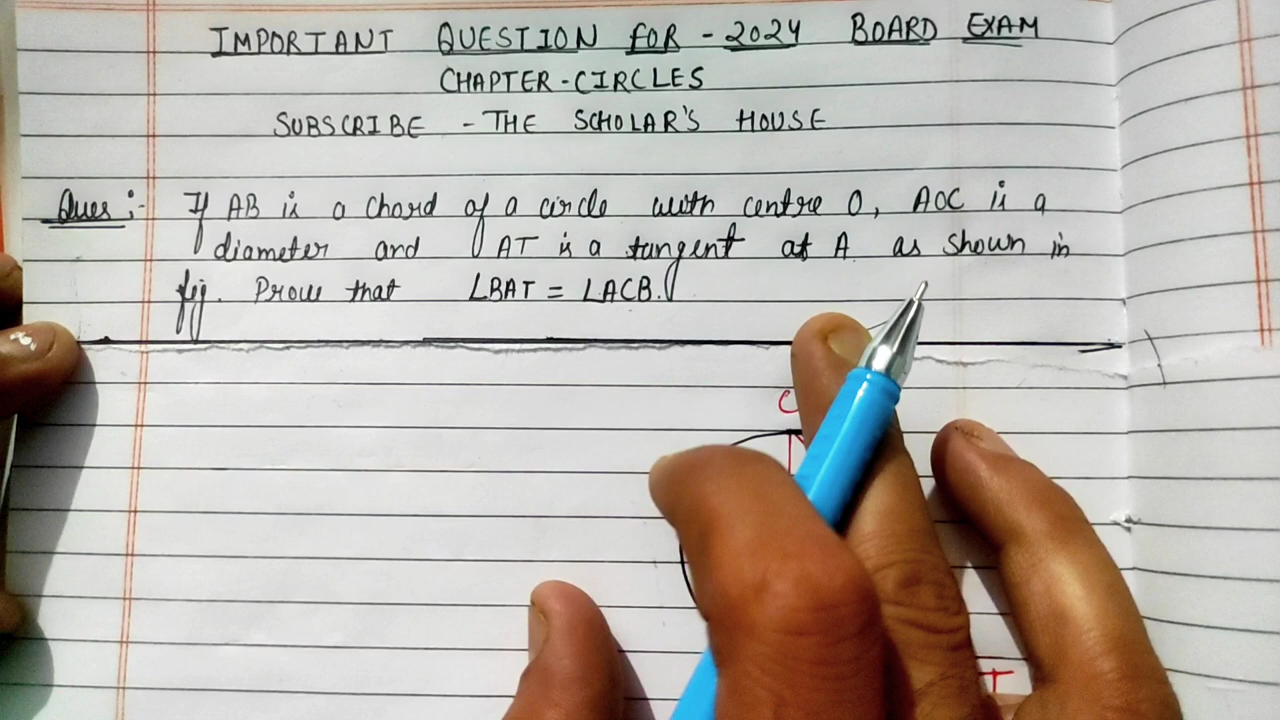 IMPORTANT QUESTION FOR - 2024 BOARD EXAM
CHAPTER - CIRCLES
SUBSCRIBE - THE SCHOLAR'S HOUSE
Ques :- If AB is a chord of a circle with centre O, AOC is a
diameter and AT is a tangent at A as shown in
fig. Prove that ∠BAT = ∠ACB.
C
T